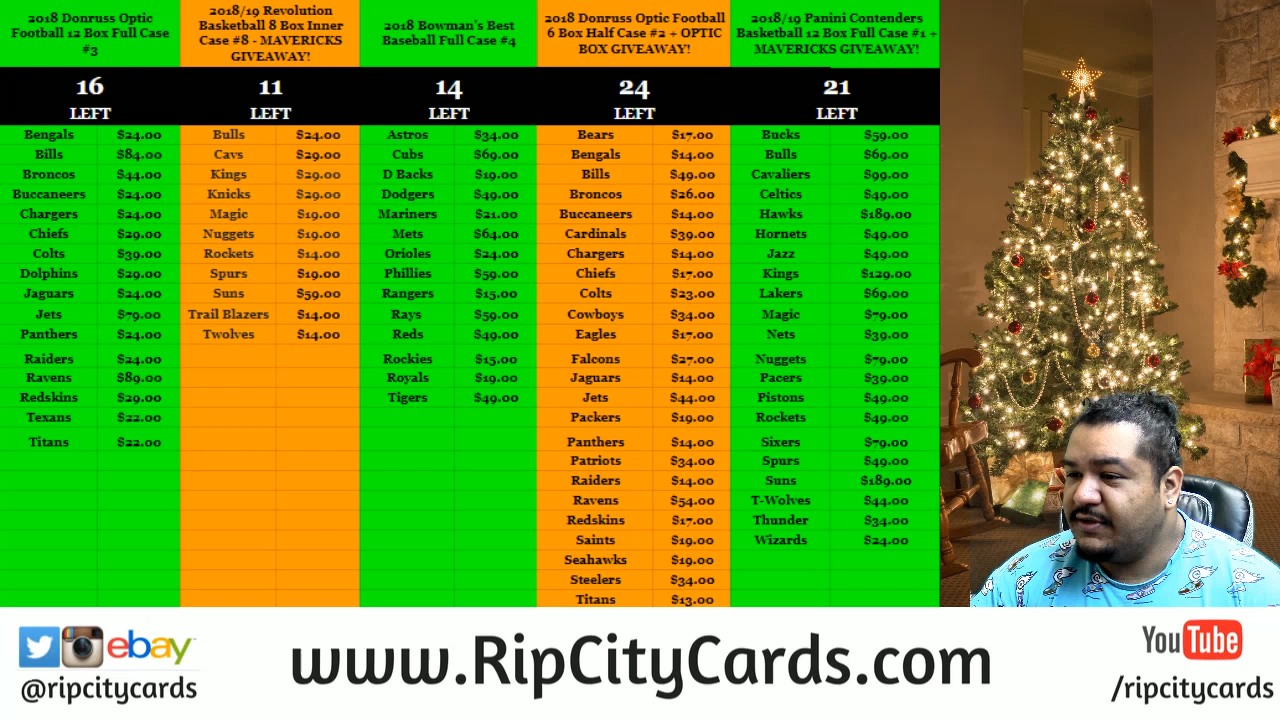 2018 Donruss Optic
Football 12 Box Full Case
#3
16
LEFT
Bengals $24.00
Bills $84.00
Broncos $44.00
Buccaneers $24.00
Chargers $24.00
Chiefs $29.00
Colts $39.00
Dolphins $29.00
Jaguars $24.00
Jets $79.00
Panthers $24.00
Raiders $24.00
Ravens $89.00
Redskins $29.00
Texans $22.00
Titans $22.00
2018/19 Revolution
Basketball 8 Box Inner
Case #8 - MAVERICKS
GIVEAWAY!
11
LEFT
Bulls $24.00
Cavs $29.00
Kings $29.00
Knicks $29.00
Magic $19.00
Nuggets $19.00
Rockets $14.00
Spurs $19.00
Suns $59.00
Trail Blazers $14.00
Twolves $14.00
2018 Bowman's Best
Baseball Full Case #4
14
LEFT
Astros $34.00
Cubs $69.00
D Backs $19.00
Dodgers $49.00
Mariners $21.00
Mets $64.00
Orioles $24.00
Phillies $59.00
Rangers $15.00
Rays $59.00
Reds $49.00
Rockies $15.00
Royals $19.00
Tigers $49.00
2018 Donruss Optic Football
6 Box Half Case #2 + OPTIC
BOX GIVEAWAY!
24
LEFT
Bears $17.00
Bengals $14.00
Bills $49.00
Broncos $26.00
Buccaneers $14.00
Cardinals $39.00
Chargers $14.00
Chiefs $17.00
Colts $23.00
Cowboys $34.00
Eagles $17.00
Falcons $27.00
Jaguars $14.00
Jets $44.00
Packers $19.00
Panthers $14.00
Patriots $34.00
Raiders $14.00
Ravens $54.00
Redskins $17.00
Saints $19.00
Seahawks $19.00
Steelers $34.00
Titans $13.00
2018/19 Panini Contenders
Basketball 12 Box Full Case #1 +
MAVERICKS GIVEAWAY!
21
LEFT
Bucks $59.00
Bulls $69.00
Cavaliers $99.00
Celtics $49.00
Hawks $189.00
Hornets $49.00
Jazz $49.00
Kings $129.00
Lakers $69.00
Magic $79.00
Nets $39.00
Nuggets $79.00
Pacers $39.00
Pistons $49.00
Rockets $49.00
Sixers $79.00
Spurs $49.00
Suns $189.00
T-Wolves $44.00
Thunder $34.00
Wizards $24.00
ebay
@ripcitycards
www.RipCityCards.com
YouTube
/ripcitycards